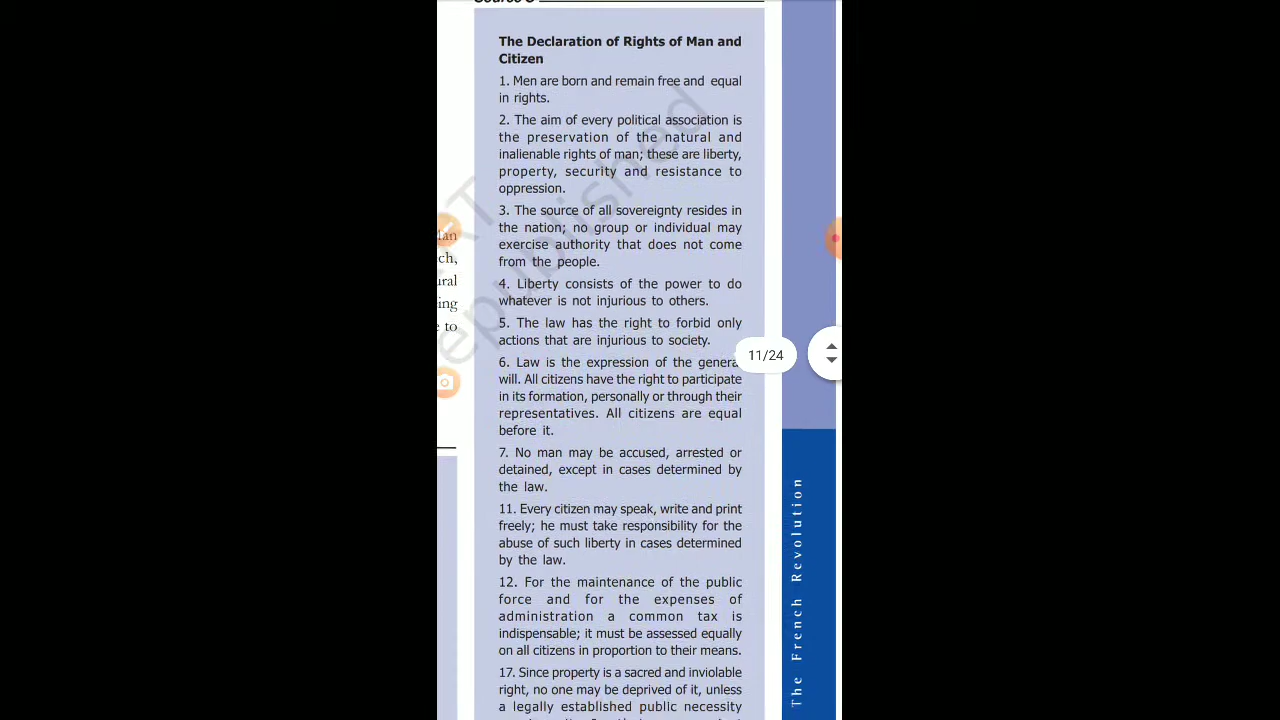 The Declaration of Rights of Man and
Citizen
1. Men are born and remain free and equal
in rights.
2. The aim of every political association is
the preservation of the natural and
inalienable rights of man; these are liberty,
property, security and resistance to
oppression.
3. The source of all sovereignty resides in
the nation; no group or individual may
exercise authority that does not come
from the people.
4. Liberty consists of the power to do
whatever is not injurious to others.
5. The law has the right to forbid only
actions that are injurious to society.
6. Law is the expression of the general
will. All citizens have the right to participate
in its formation, personally or through their
representatives. All citizens are equal
before it.
7. No man may be accused, arrested or
detained, except in cases determined by
the law.
11. Every citizen may speak, write and print
freely; he must take responsibility for the
abuse of such liberty in cases determined
by the law.
12. For the maintenance of the public
force and for the expenses of
administration a common tax is
indispensable; it must be assessed equally
on all citizens in proportion to their means.
17. Since property is a sacred and inviolable
right, no one may be deprived of it, unless
a legally established public necessity
Man
ch,
ural
ing
e to
11/24
The French Revolution
republished